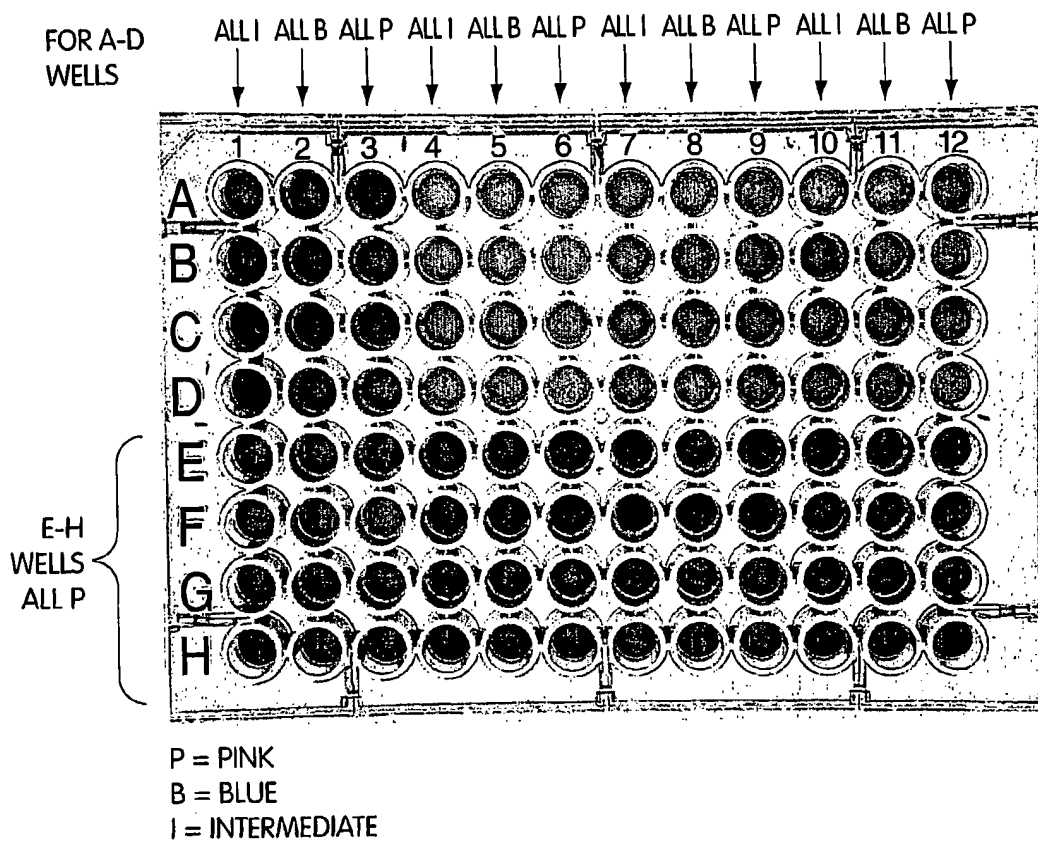 FOR A-D WELLS
ALL I ALL B ALL P ALL I ALL B ALL P ALL I ALL B ALL P ALL I ALL B ALL P
1 2 3 4 5 6 7 8 9 10 11 12
A
B
C
D
E
F
G
H
E-H
WELLS
ALL P
P = PINK
B = BLUE
I = INTERMEDIATE